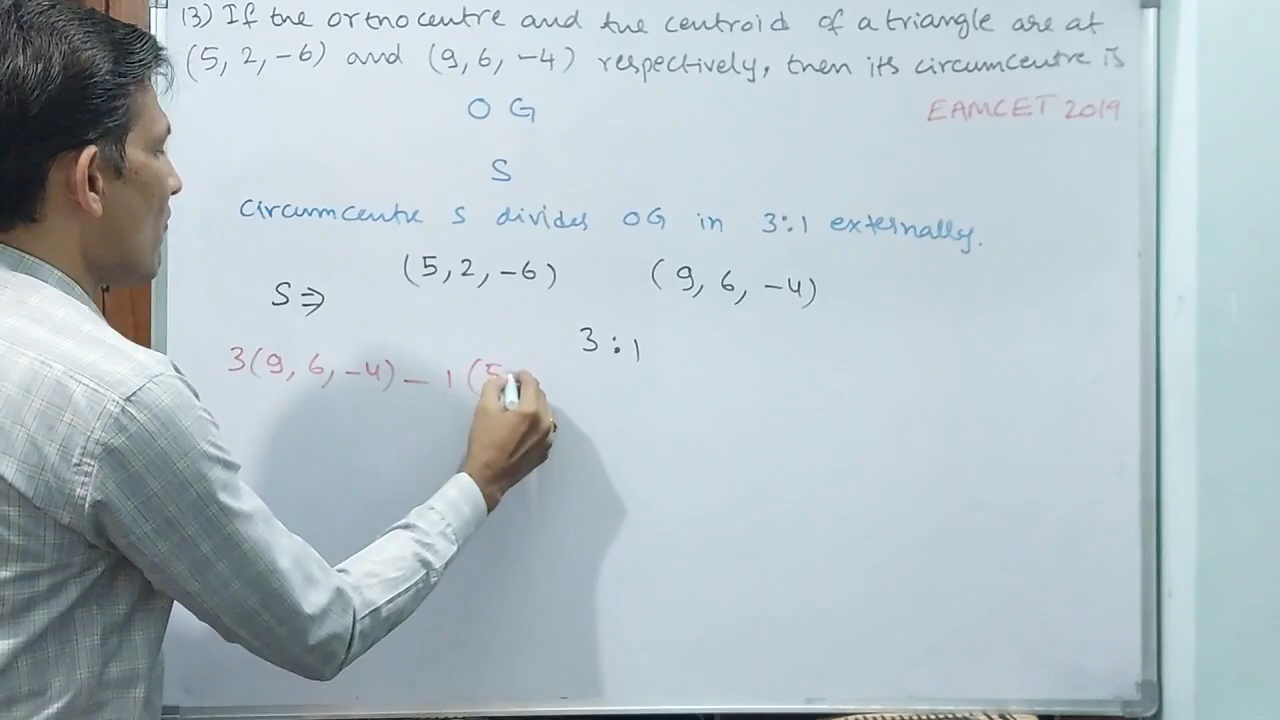 13) If the orthocentre and the centroid of a triangle are at
(5, 2, -6) and (9, 6, -4) respectively, then its circumcentre is
O G
EAMCET 2019
S
circumcentre S divides OG in 3:1 externally.
S ⇒ (5, 2, -6) (9, 6, -4)
3:1
3(9, 6, -4) - 1(5